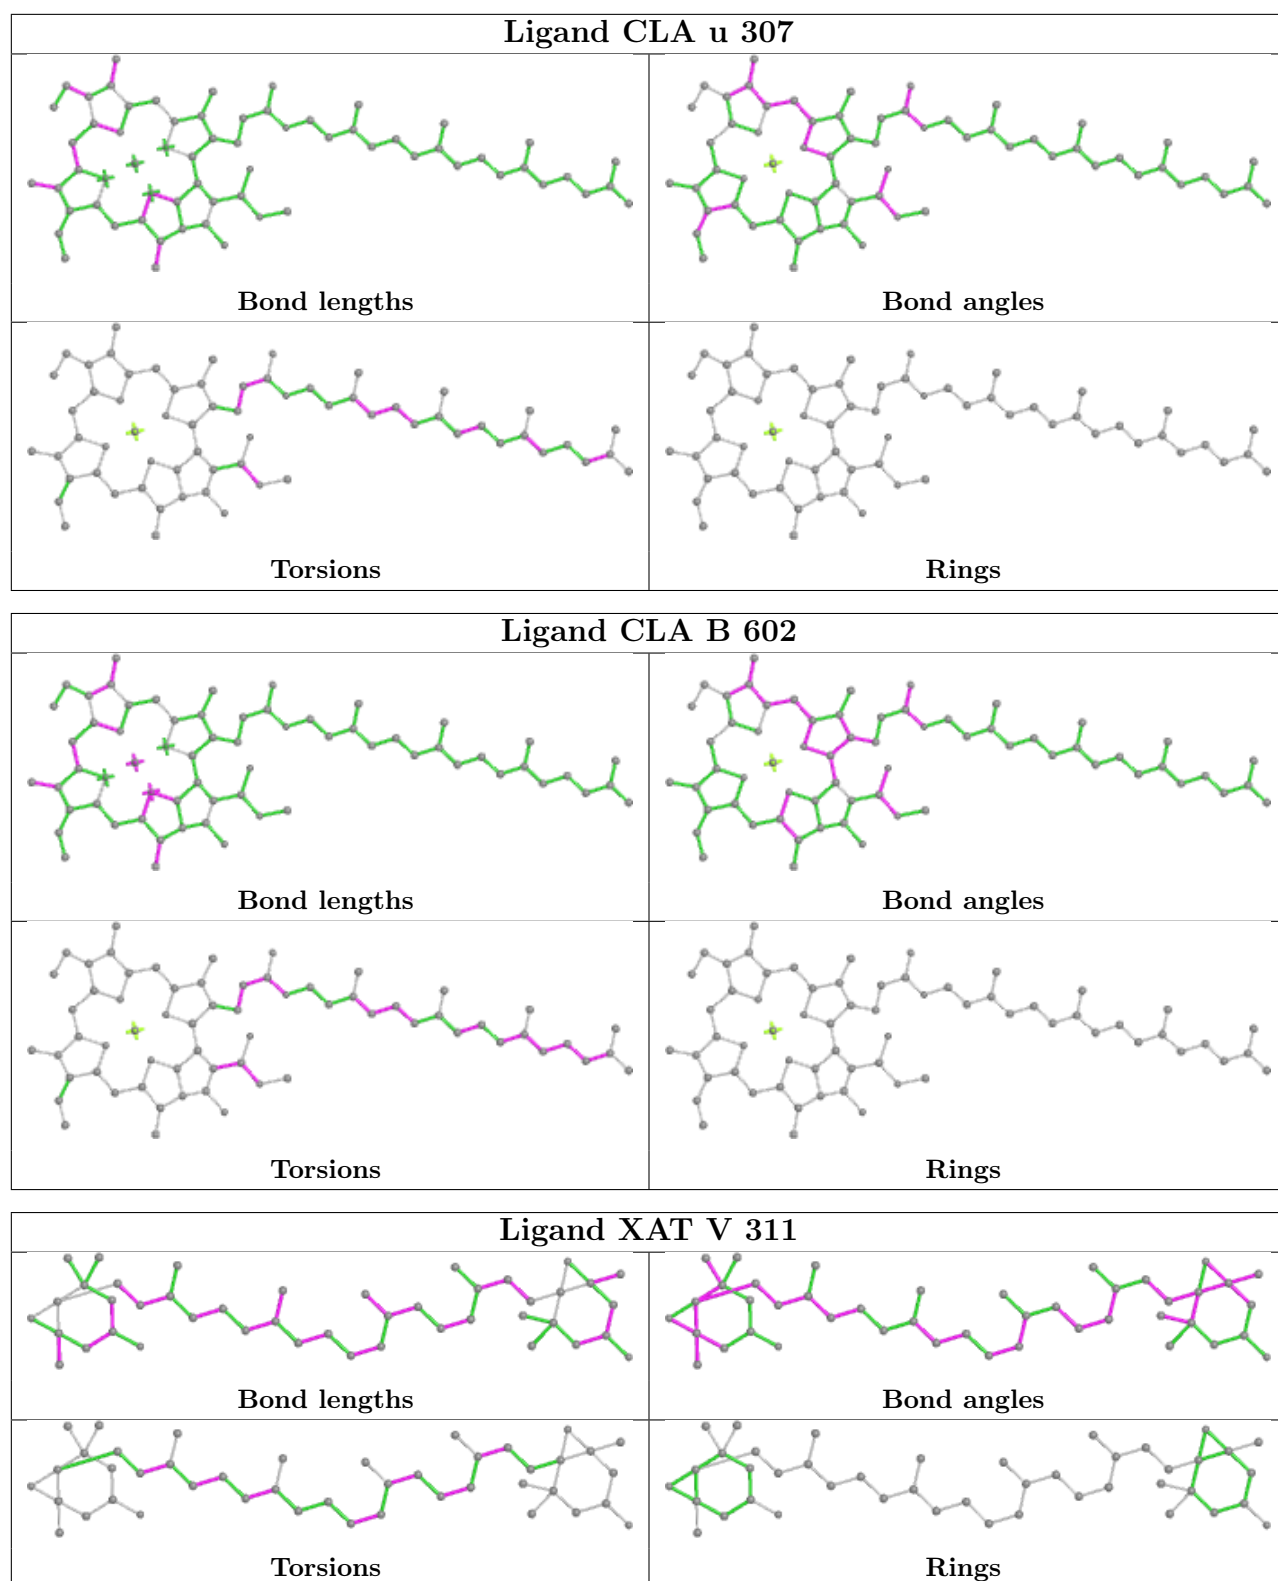 Ligand CLA u 307
Bond lengths
Bond angles
Torsions
Rings
Ligand CLA B 602
Bond lengths
Bond angles
Torsions
Rings
Ligand XAT V 311
Bond lengths
Bond angles
Torsions
Rings